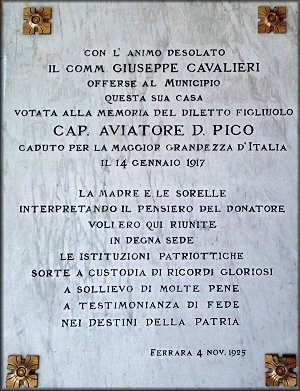 CON L' ANIMO DESOLATO
IL COMM. GIUSEPPE CAVALIERI
OFFERSE AL MUNICIPIO
QUESTA SUA CASA
VOTATA ALLA MEMORIA DEL DILETTO FIGLIUOLO
CAP. AVIATORE D. PICO
CADUTO PER LA MAGGIOR GRANDEZZA D'ITALIA
IL 14 GENNAIO 1917
LA MADRE E LE SORELLE
INTERPRETANDO IL PENSIERO DEL DONATORE
VOLLERO QUI RIUNITE
IN DEGNA SEDE
LE ISTITUZIONI PATRIOTTICHE
SORTE A CUSTODIA DI RICORDI GLORIOSI
A SOLLIEVO DI MOLTE PENE
A TESTIMONIANZA DI FEDE
NEI DESTINI DELLA PATRIA
FERRARA 4 NOV. 1925